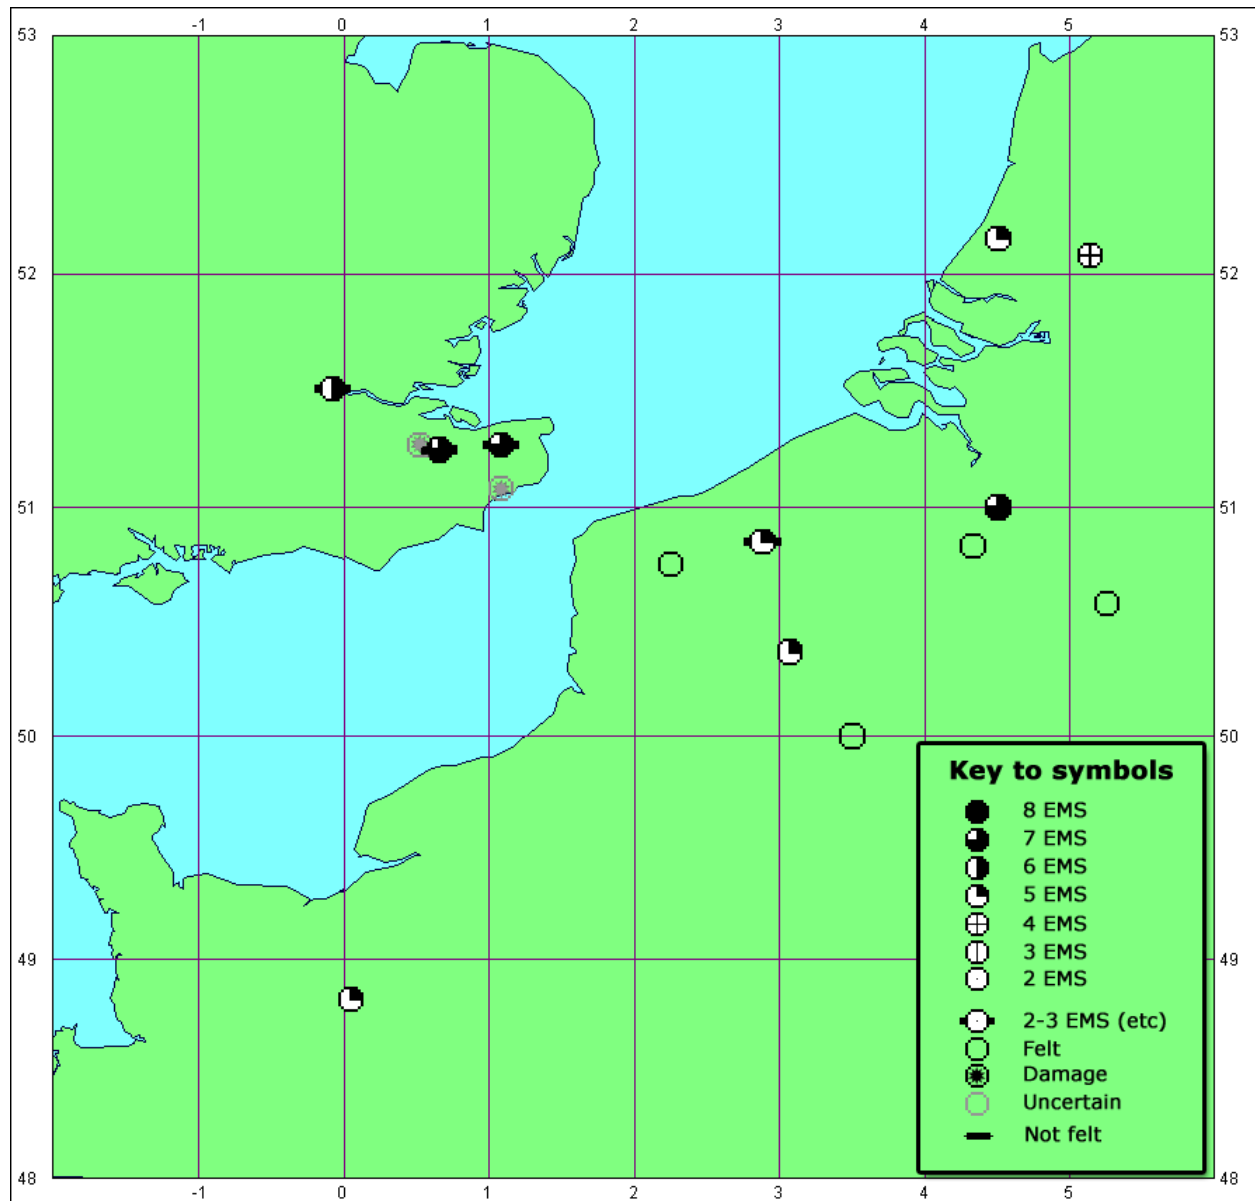 -1 0 1 2 3 4 5
53 53
52 52
51 51
50 50
Key to symbols
8 EMS
7 EMS
6 EMS
5 EMS
4 EMS
49 49
3 EMS
2 EMS
2-3 EMS (etc)
Felt
Damage
Uncertain
Not felt
48 48
-1 0 1 2 3 4 5